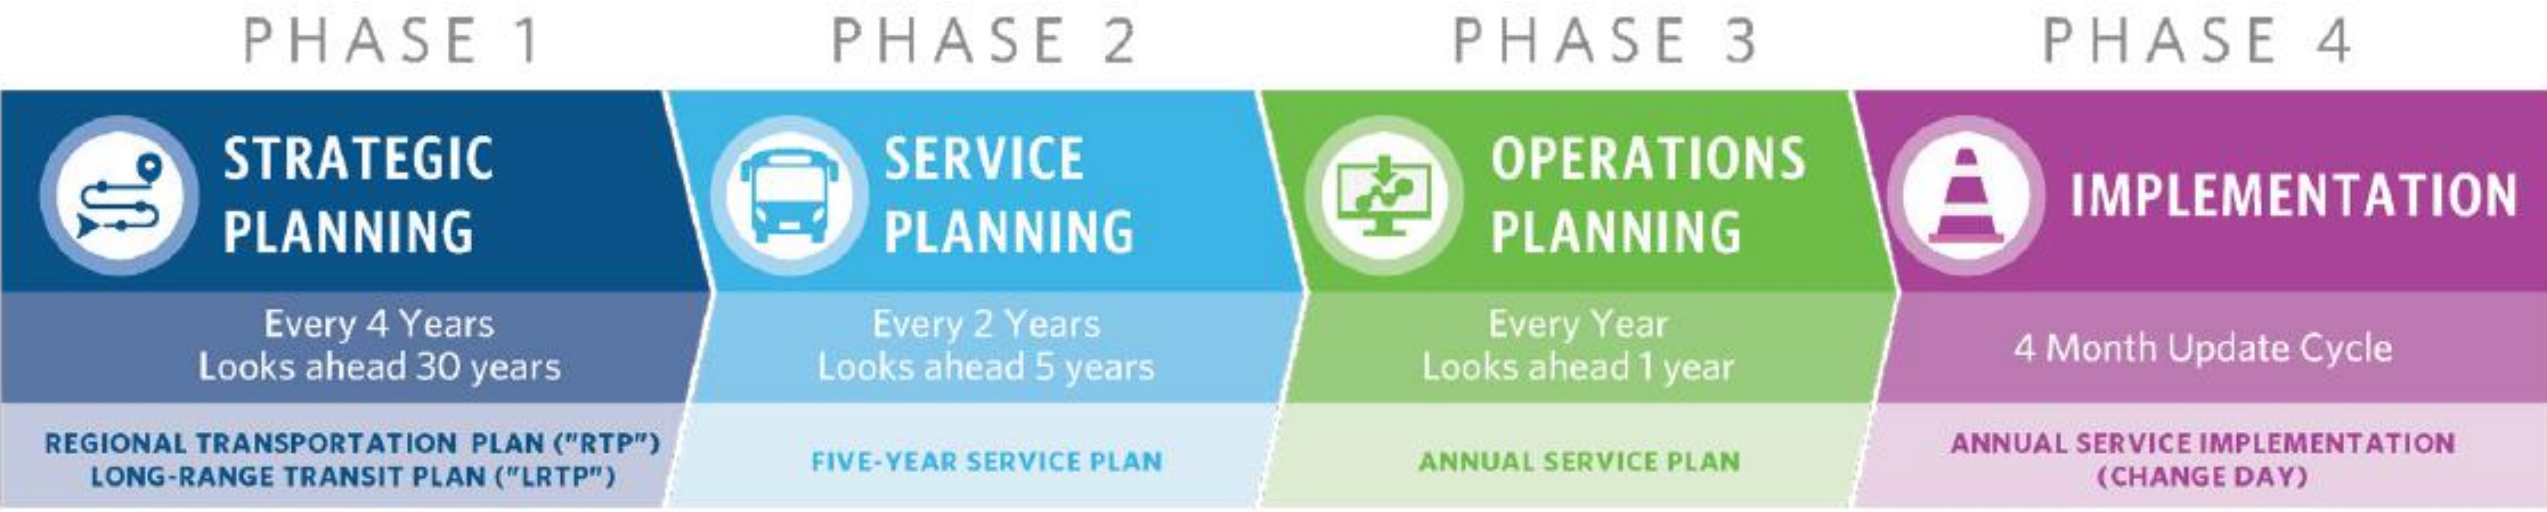 PHASE 1
PHASE 2
PHASE 3
PHASE 4
STRATEGIC
PLANNING
SERVICE
PLANNING
OPERATIONS
PLANNING
IMPLEMENTATION
Every 4 Years
Looks ahead 30 years
Every 2 Years
Looks ahead 5 years
Every Year
Looks ahead 1 year
4 Month Update Cycle
REGIONAL TRANSPORTATION PLAN ("RTP")
LONG-RANGE TRANSIT PLAN ("LRTP")
FIVE-YEAR SERVICE PLAN
ANNUAL SERVICE PLAN
ANNUAL SERVICE IMPLEMENTATION
(CHANGE DAY)